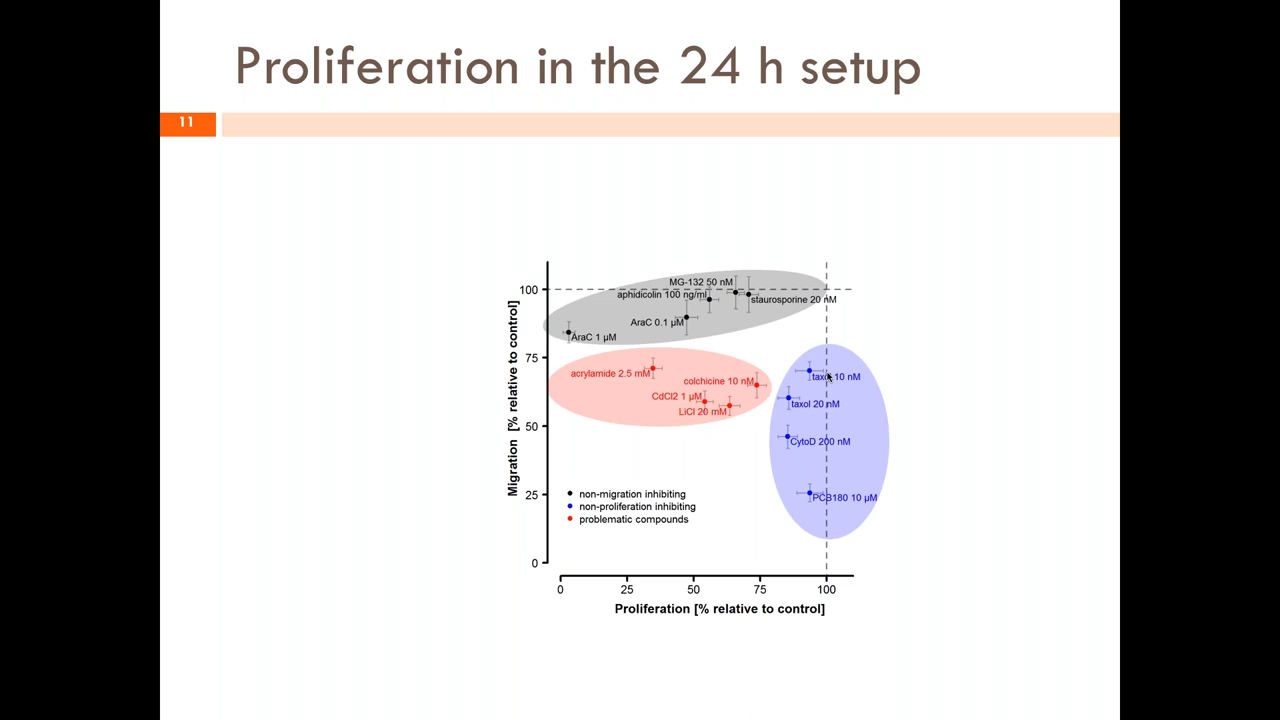 Proliferation in the 24 h setup
11
Migration [% relative to control]
100
75
50
25
0
MG-132 50 nM
aphidicolin 100 ng/ml
staurosporine 20 nM
AraC 0.1 µM
AraC 1 µM
acrylamide 2.5 mM
colchicine 10 nM
CdCl2 1 µM
LiCl 20 mM
taxol 10 nM
taxol 20 nM
CytoD 200 nM
PCB180 10 µM
non-migration inhibiting
non-proliferation inhibiting
problematic compounds
0 25 50 75 100
Proliferation [% relative to control]